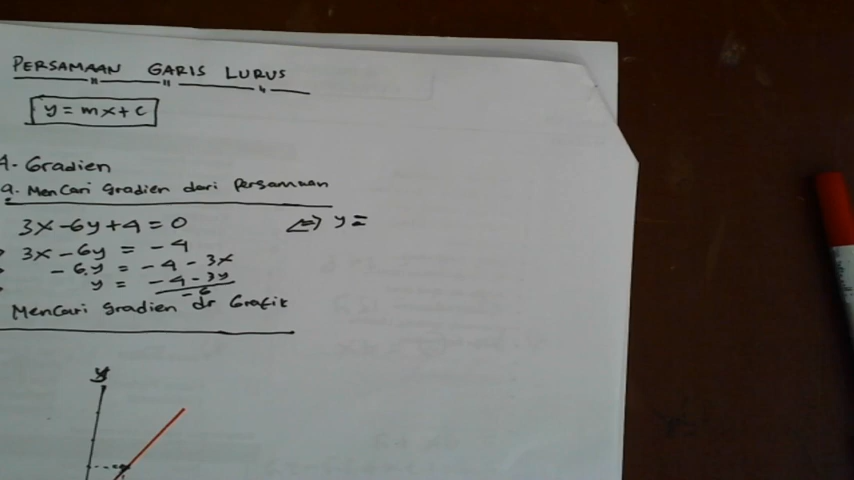 PERSAMAAN GARIS LURUS
y = mx + c
A. Gradien
a. Mencari gradien dari Persamaan
3x - 6y + 4 = 0 <=> y =
3x - 6y = -4
-6y = -4 - 3x
y = -4 - 3y
-6
Mencari gradien dr Grafik
y